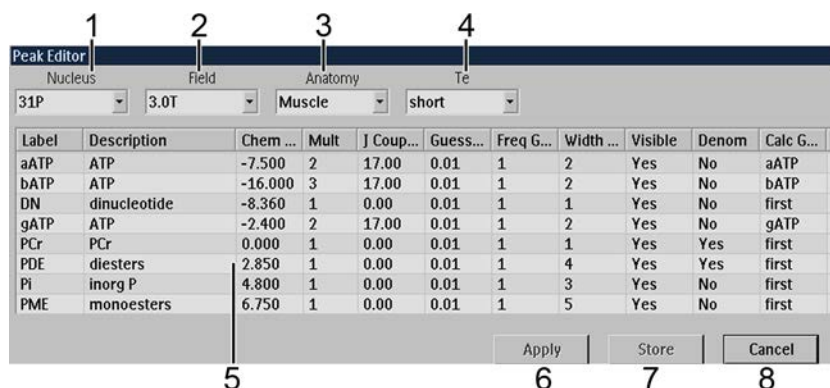 1 2 3 4
Peak Editor
Nucleus Field Anatomy Te
31P 3.0T Muscle short
Label Description Chem ... Mult J Coup... Guess... Freq G... Width ... Visible Denom Calc G...
aATP ATP -7.500 2 17.00 0.01 1 2 Yes No aATP
bATP ATP -16.000 3 17.00 0.01 1 2 Yes No bATP
DN dinucleotide -8.360 1 0.00 0.01 1 1 Yes No first
gATP ATP -2.400 2 17.00 0.01 1 2 Yes No gATP
PCr PCr 0.000 1 0.00 0.01 1 1 Yes Yes first
PDE diesters 2.850 1 0.00 0.01 1 4 Yes Yes first
Pi inorg P 4.800 1 0.00 0.01 1 3 Yes No first
PME monoesters 6.750 1 0.00 0.01 1 5 Yes No first
Apply Store Cancel
5 6 7 8